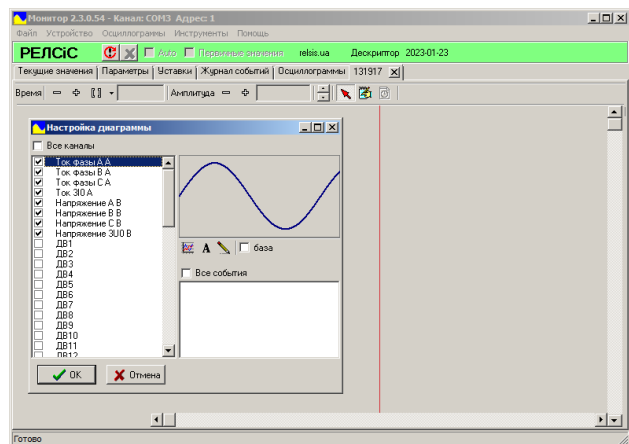 Монитор 2.3.0.54 - Канал: COM3 Адрес: 1
Файл Устройство Осциллограммы Инструменты Помощь
РЕЛСіС Auto Первичные значения relsis.ua Дескриптор 2023-01-23
Текущие значения Параметры Уставки Журнал событий Осциллограммы 131917
Время Амплитуда
Настройка диаграммы
Все каналы
Ток фазы A A
Ток фазы B A
Ток фазы C A
Ток 3I0 A
Напряжение A B
Напряжение B B
Напряжение C B
Напряжение 3U0 B
ДВ1
ДВ2
ДВ3
ДВ4
ДВ5
ДВ6
ДВ7
ДВ8
ДВ9
ДВ10
ДВ11
ДВ12
A база
Все события
OK Отмена
Готово